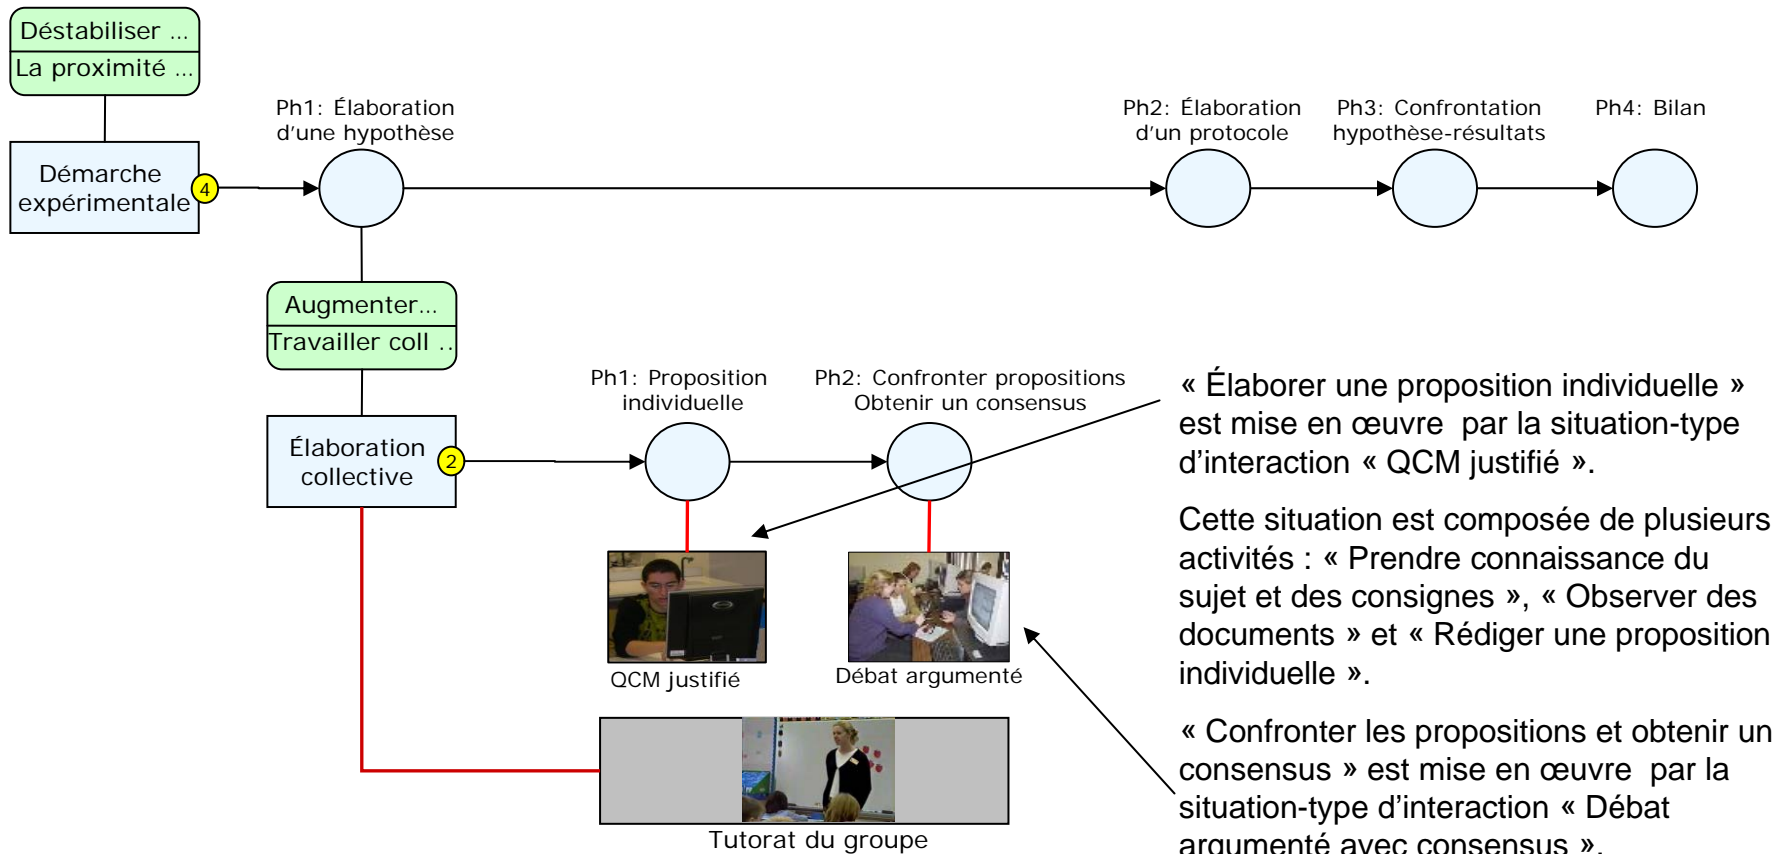 Déstabiliser ...
La proximité ...
Démarche
expérimentale
4
Ph1: Élaboration
d'une hypothèse
Ph2: Élaboration
d'un protocole
Ph3: Confrontation
hypothèse-résultats
Ph4: Bilan
Augmenter...
Travailler coll ..
Élaboration
collective
2
Ph1: Proposition
individuelle
Ph2: Confronter propositions
Obtenir un consensus
QCM justifié
Débat argumenté
Tutorat du groupe
« Élaborer une proposition individuelle »
est mise en œuvre par la situation-type
d'interaction « QCM justifié ».
Cette situation est composée de plusieurs
activités : « Prendre connaissance du
sujet et des consignes », « Observer des
documents » et « Rédiger une proposition
individuelle ».
« Confronter les propositions et obtenir un
consensus » est mise en œuvre par la
situation-type d'interaction « Débat
argumenté avec consensus ».